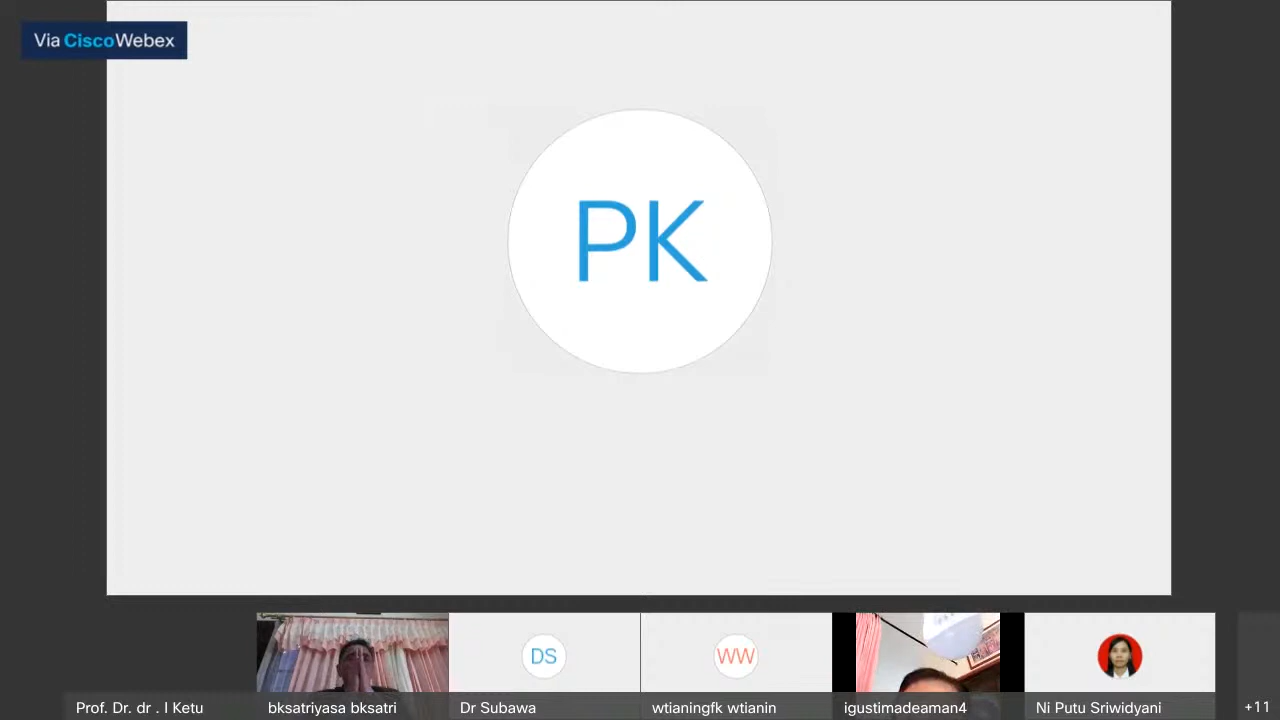 Via CiscoWebex
PK
DS
WW
Prof. Dr. dr . I Ketu
bksatriyasa bksatri
Dr Subawa
wtianingfk wtianin
igustimadeaman4
Ni Putu Sriwidyani
+11